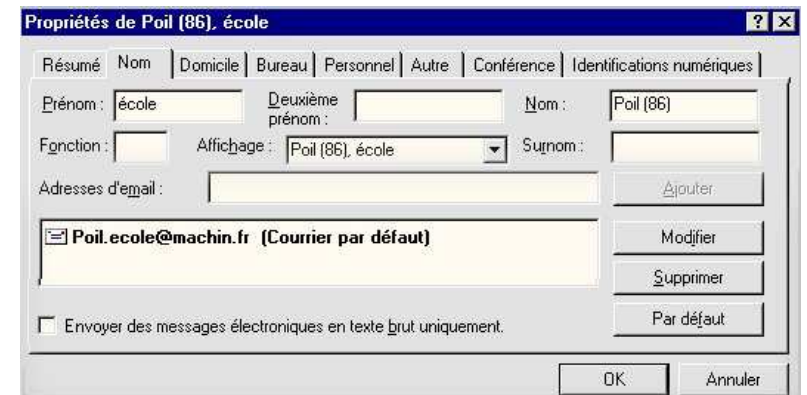 Propriétés de Poil (86), école
Résumé Nom Domicile Bureau Personnel Autre Conférence Identifications numériques
Prénom : école Deuxième prénom : Nom : Poil (86)
Fonction : Affichage : Poil (86), école Surnom :
Adresses d'email : Ajouter
Poil.ecole@machin.fr (Courrier par défaut) Modifier
Supprimer
Envoyer des messages électroniques en texte brut uniquement. Par défaut
OK Annuler